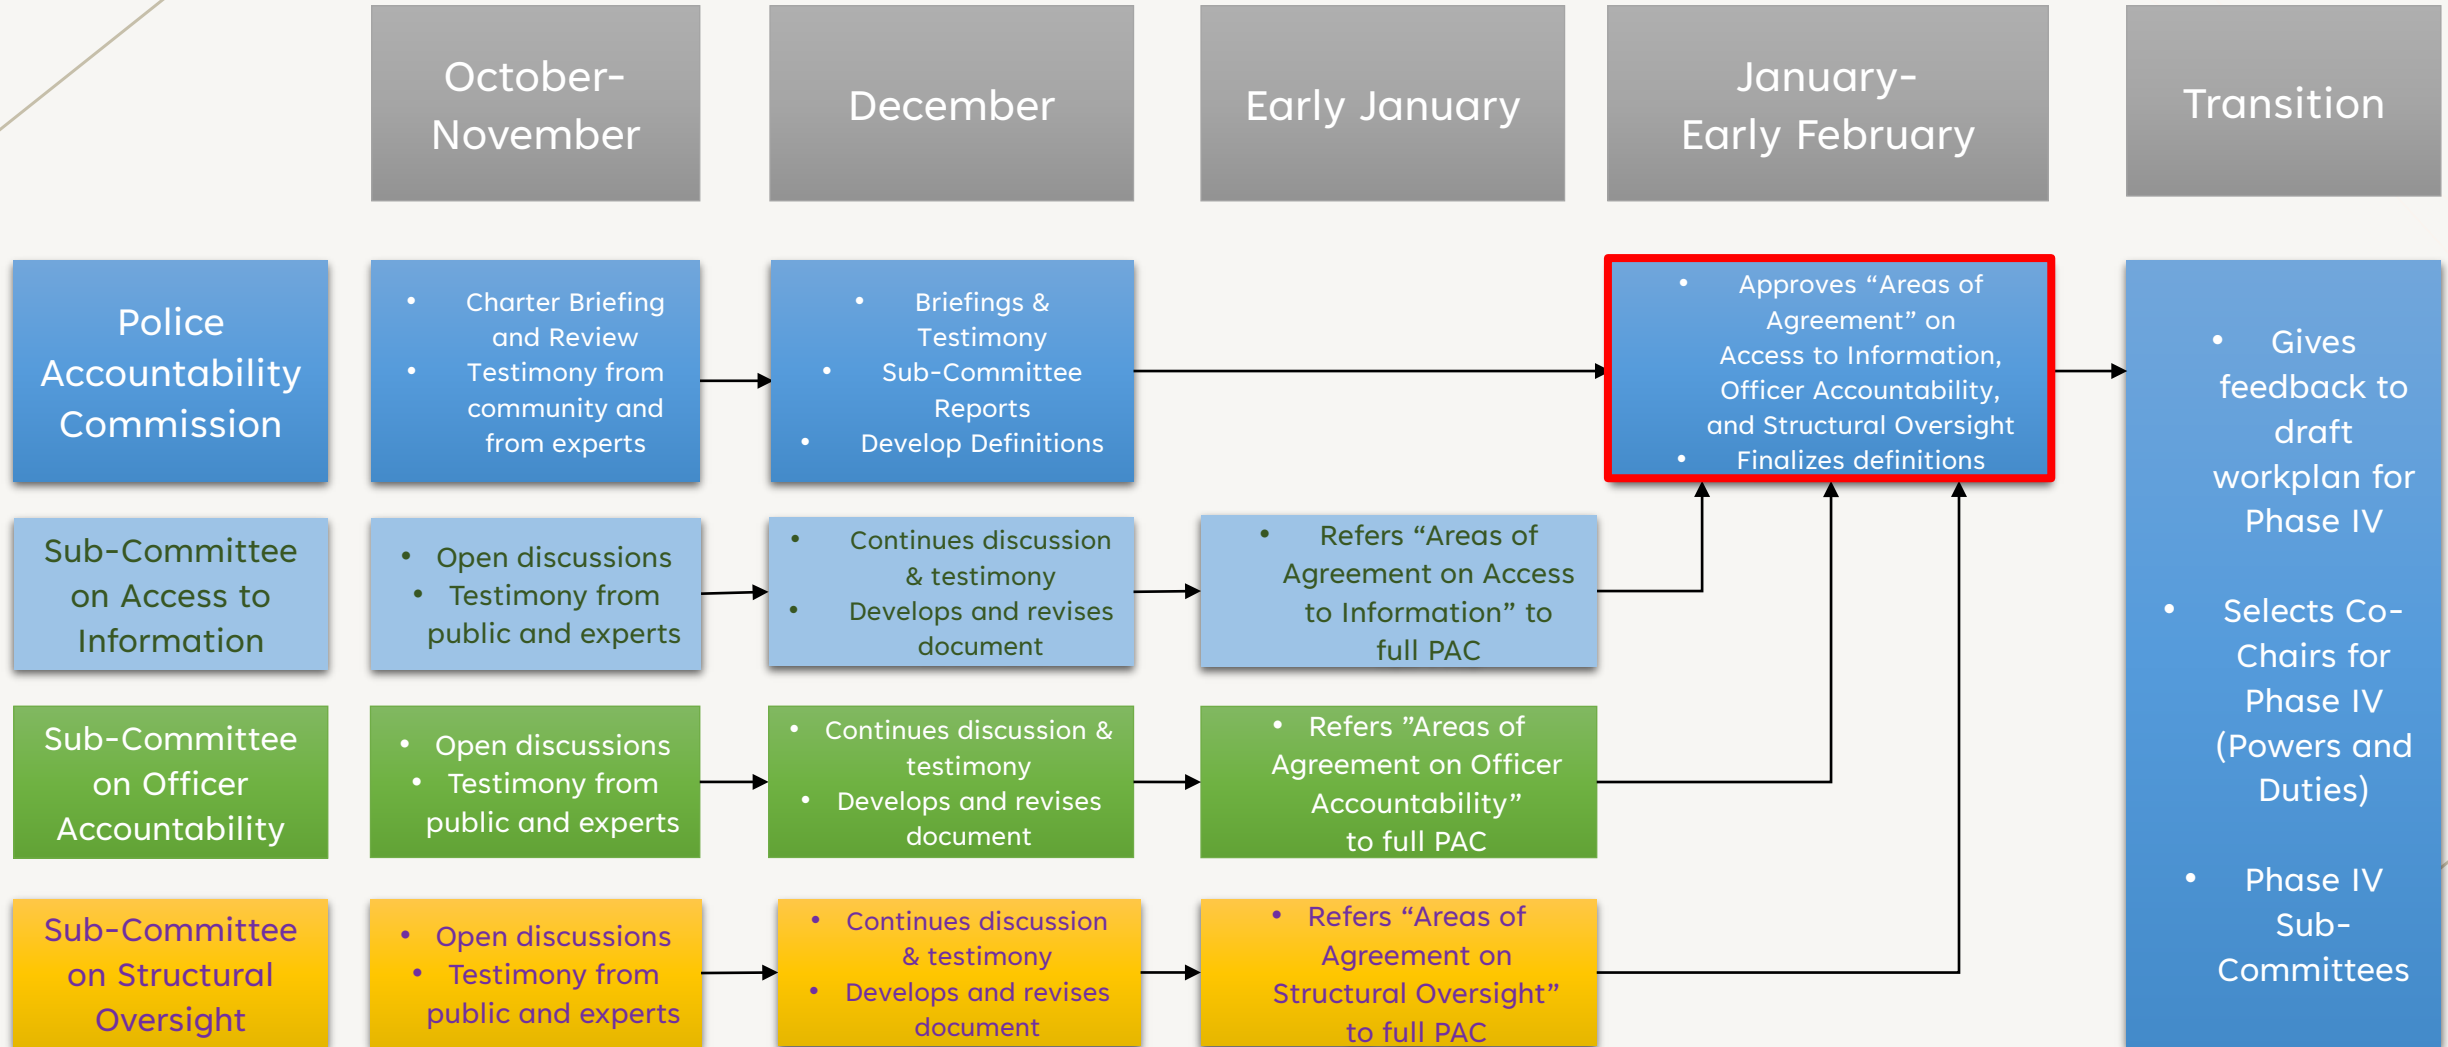 October-
November
December
Early January
January-
Early February
Transition
Police
Accountability
Commission
• Charter Briefing
and Review
• Testimony from
community and
from experts
• Briefings &
Testimony
• Sub-Committee
Reports
• Develop Definitions
• Approves “Areas of
Agreement” on
Access to Information,
Officer Accountability,
and Structural Oversight
• Finalizes definitions
• Gives
feedback to
draft
workplan for
Phase IV
• Selects Co-
Chairs for
Phase IV
(Powers and
Duties)
• Phase IV
Sub-
Committees
Sub-Committee
on Access to
Information
• Open discussions
• Testimony from
public and experts
• Continues discussion
& testimony
• Develops and revises
document
• Refers “Areas of
Agreement on Access
to Information” to
full PAC
Sub-Committee
on Officer
Accountability
• Open discussions
• Testimony from
public and experts
• Continues discussion &
testimony
• Develops and revises
document
• Refers ”Areas of
Agreement on Officer
Accountability”
to full PAC
Sub-Committee
on Structural
Oversight
• Open discussions
• Testimony from
public and experts
• Continues discussion
& testimony
• Develops and revises
document
• Refers “Areas of
Agreement on
Structural Oversight”
to full PAC